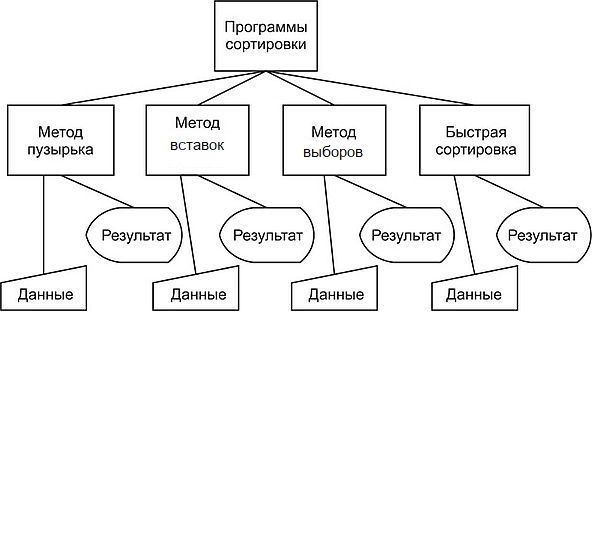 Программы
сортировки
Метод
пузырька
Метод
вставок
Метод
выборов
Быстрая
сортировка
Результат
Результат
Результат
Результат
Данные
Данные
Данные
Данные